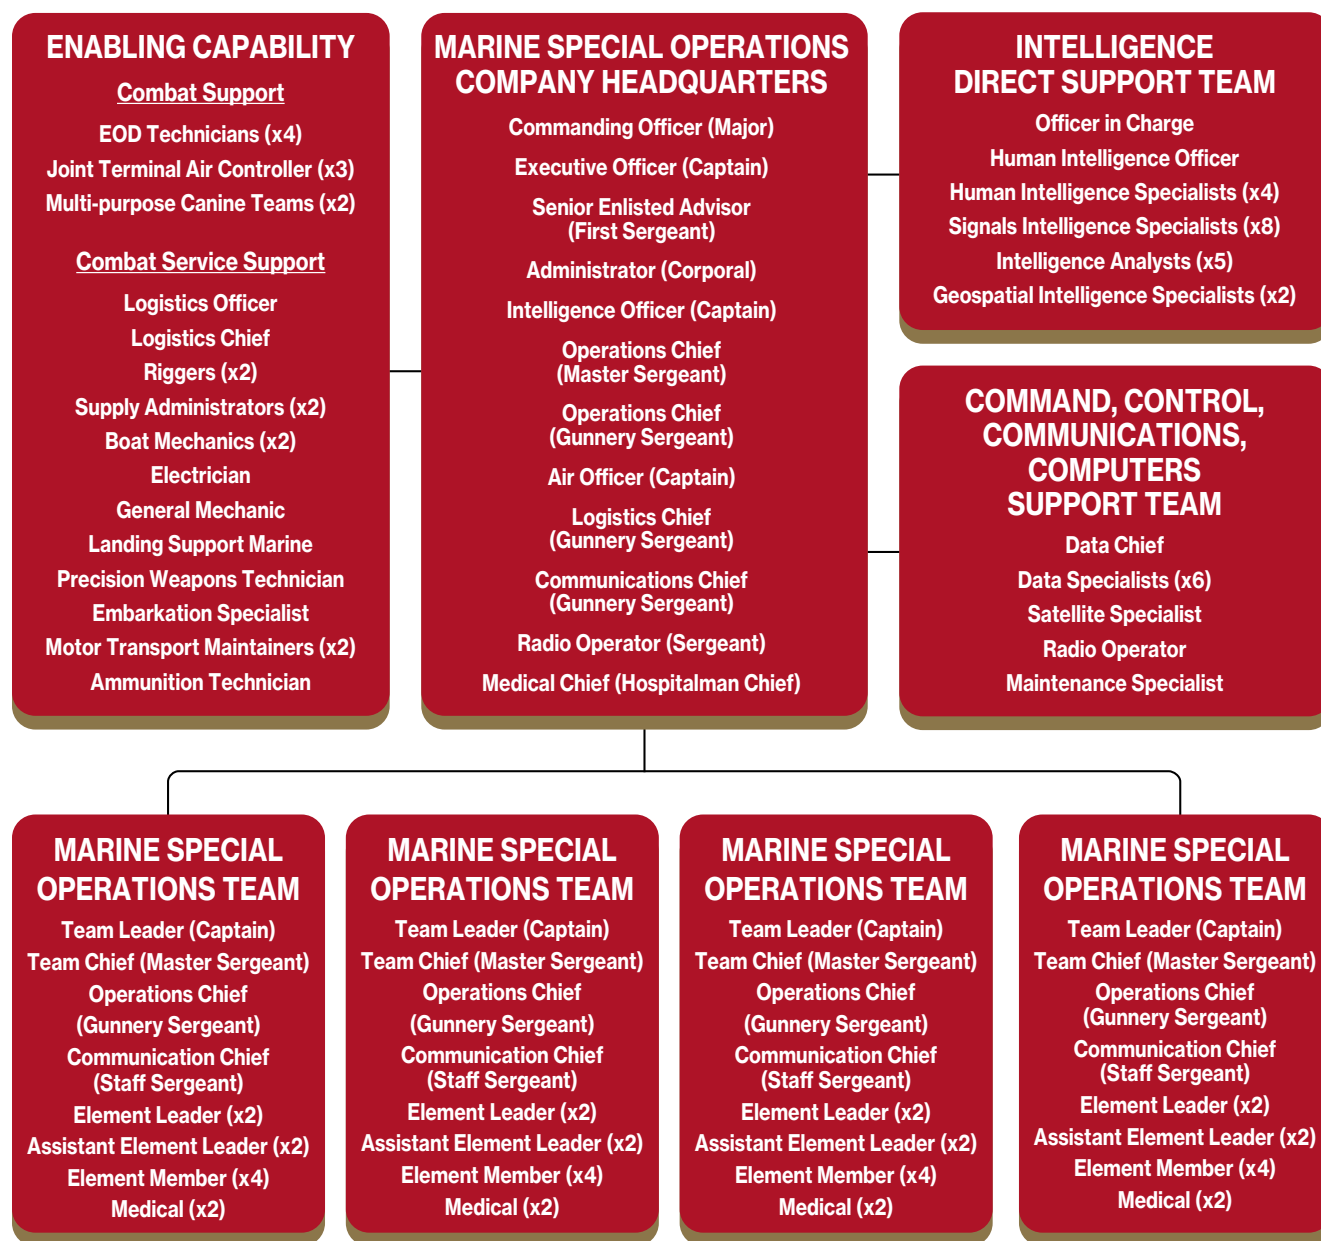 ENABLING CAPABILITY
Combat Support
EOD Technicians (x4)
Joint Terminal Air Controller (x3)
Multi-purpose Canine Teams (x2)
Combat Service Support
Logistics Officer
Logistics Chief
Riggers (x2)
Supply Administrators (x2)
Boat Mechanics (x2)
Electrician
General Mechanic
Landing Support Marine
Precision Weapons Technician
Embarkation Specialist
Motor Transport Maintainers (x2)
Ammunition Technician
MARINE SPECIAL OPERATIONS
COMPANY HEADQUARTERS
Commanding Officer (Major)
Executive Officer (Captain)
Senior Enlisted Advisor
(First Sergeant)
Administrator (Corporal)
Intelligence Officer (Captain)
Operations Chief
(Master Sergeant)
Operations Chief
(Gunnery Sergeant)
Air Officer (Captain)
Logistics Chief
(Gunnery Sergeant)
Communications Chief
(Gunnery Sergeant)
Radio Operator (Sergeant)
Medical Chief (Hospitalman Chief)
INTELLIGENCE
DIRECT SUPPORT TEAM
Officer in Charge
Human Intelligence Officer
Human Intelligence Specialists (x4)
Signals Intelligence Specialists (x8)
Intelligence Analysts (x5)
Geospatial Intelligence Specialists (x2)
COMMAND, CONTROL,
COMMUNICATIONS,
COMPUTERS
SUPPORT TEAM
Data Chief
Data Specialists (x6)
Satellite Specialist
Radio Operator
Maintenance Specialist
MARINE SPECIAL
OPERATIONS TEAM
Team Leader (Captain)
Team Chief (Master Sergeant)
Operations Chief
(Gunnery Sergeant)
Communication Chief
(Staff Sergeant)
Element Leader (x2)
Assistant Element Leader (x2)
Element Member (x4)
Medical (x2)
MARINE SPECIAL
OPERATIONS TEAM
Team Leader (Captain)
Team Chief (Master Sergeant)
Operations Chief
(Gunnery Sergeant)
Communication Chief
(Staff Sergeant)
Element Leader (x2)
Assistant Element Leader (x2)
Element Member (x4)
Medical (x2)
MARINE SPECIAL
OPERATIONS TEAM
Team Leader (Captain)
Team Chief (Master Sergeant)
Operations Chief
(Gunnery Sergeant)
Communication Chief
(Staff Sergeant)
Element Leader (x2)
Assistant Element Leader (x2)
Element Member (x4)
Medical (x2)
MARINE SPECIAL
OPERATIONS TEAM
Team Leader (Captain)
Team Chief (Master Sergeant)
Operations Chief
(Gunnery Sergeant)
Communication Chief
(Staff Sergeant)
Element Leader (x2)
Assistant Element Leader (x2)
Element Member (x4)
Medical (x2)